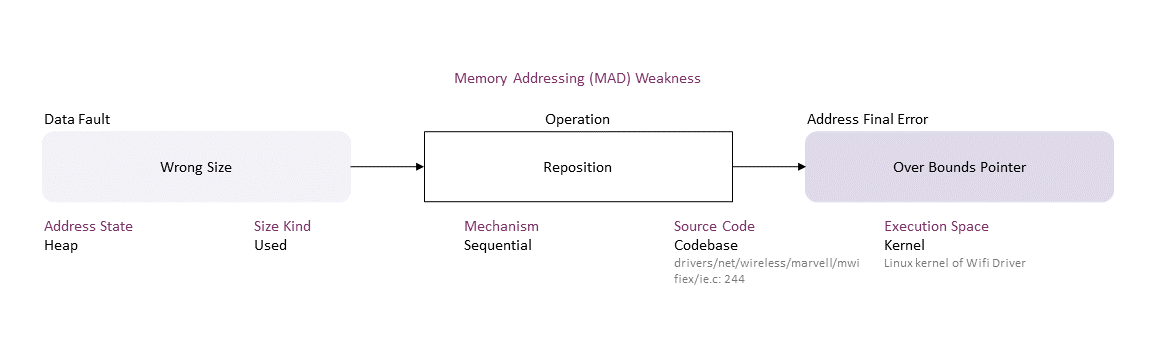 Memory Addressing (MAD) Weakness
Data Fault
Operation
Address Final Error
Wrong Size
Reposition
Over Bounds Pointer
Address State
Heap
Size Kind
Used
Mechanism
Sequential
Source Code
Codebase
drivers/net/wireless/marvell/mwi
fiex/ie.c: 244
Execution Space
Kernel
Linux kernel of Wifi Driver